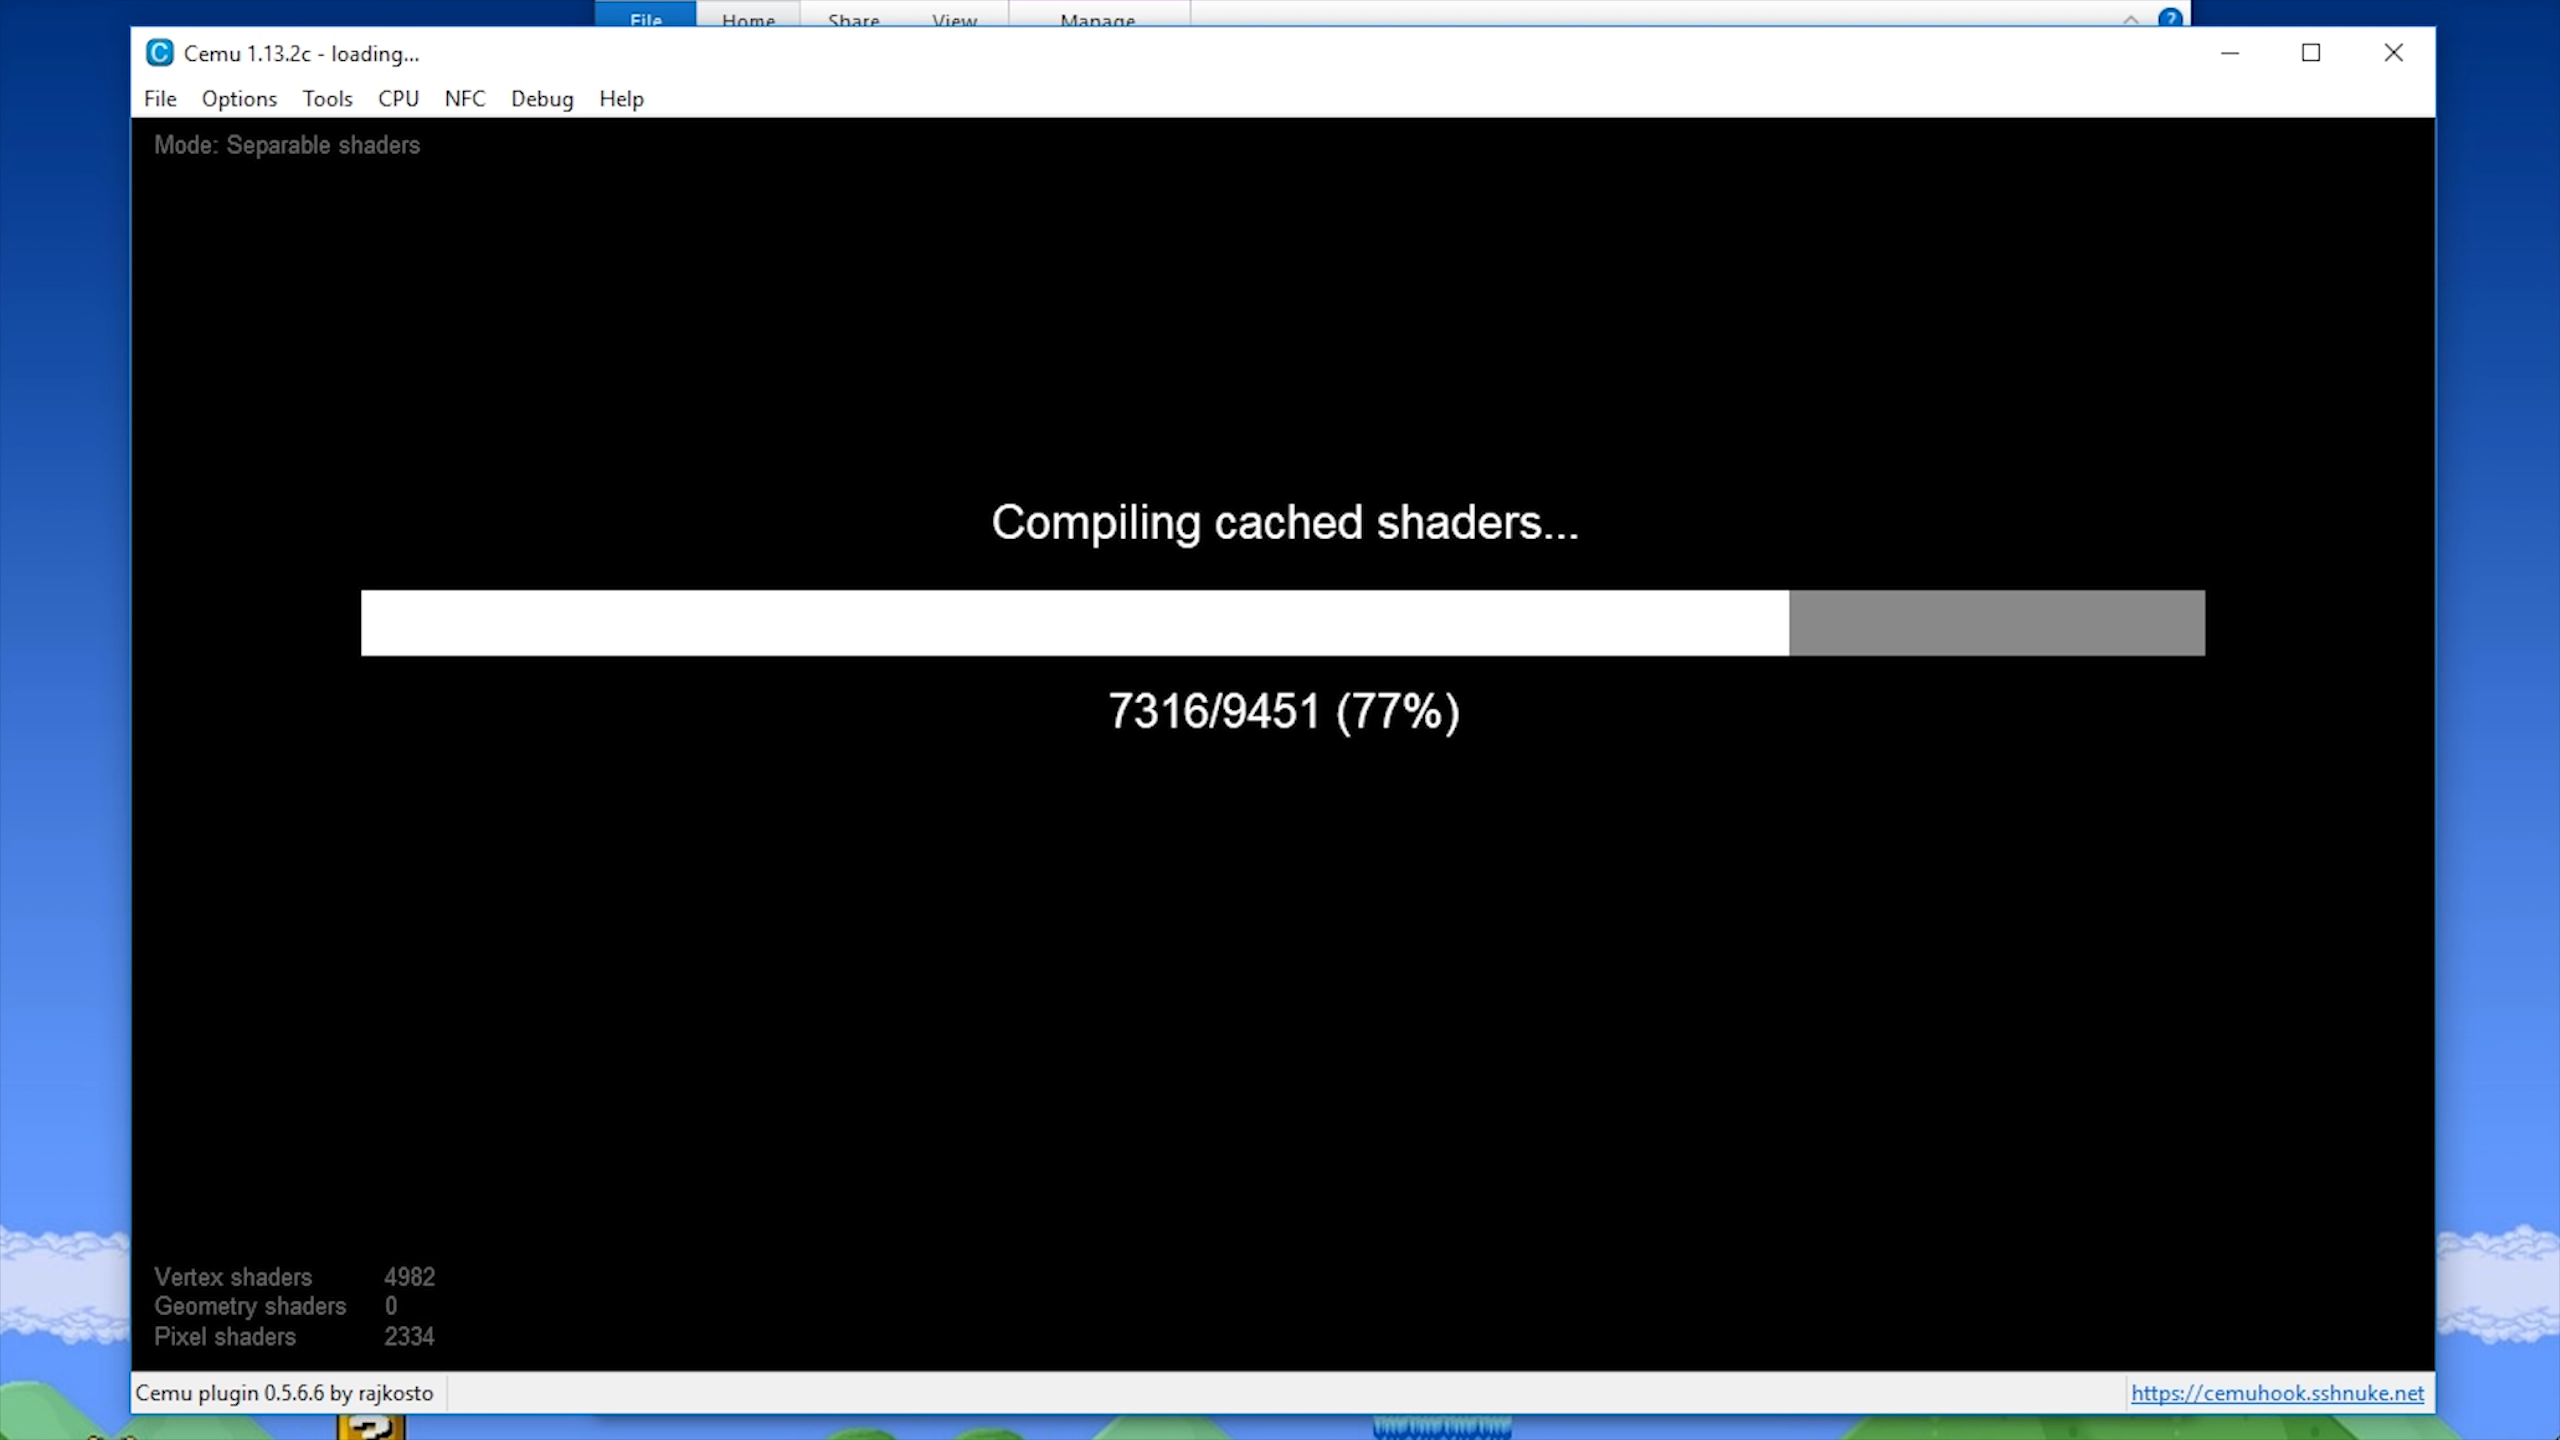 File Home Share View Manage
Cemu 1.13.2c - loading...
File Options Tools CPU NFC Debug Help
Mode: Separable shaders
Compiling cached shaders...
7316/9451 (77%)
Vertex shaders 4982
Geometry shaders 0
Pixel shaders 2334
Cemu plugin 0.5.6.6 by rajkosto https://cemuhook.sshnuke.net